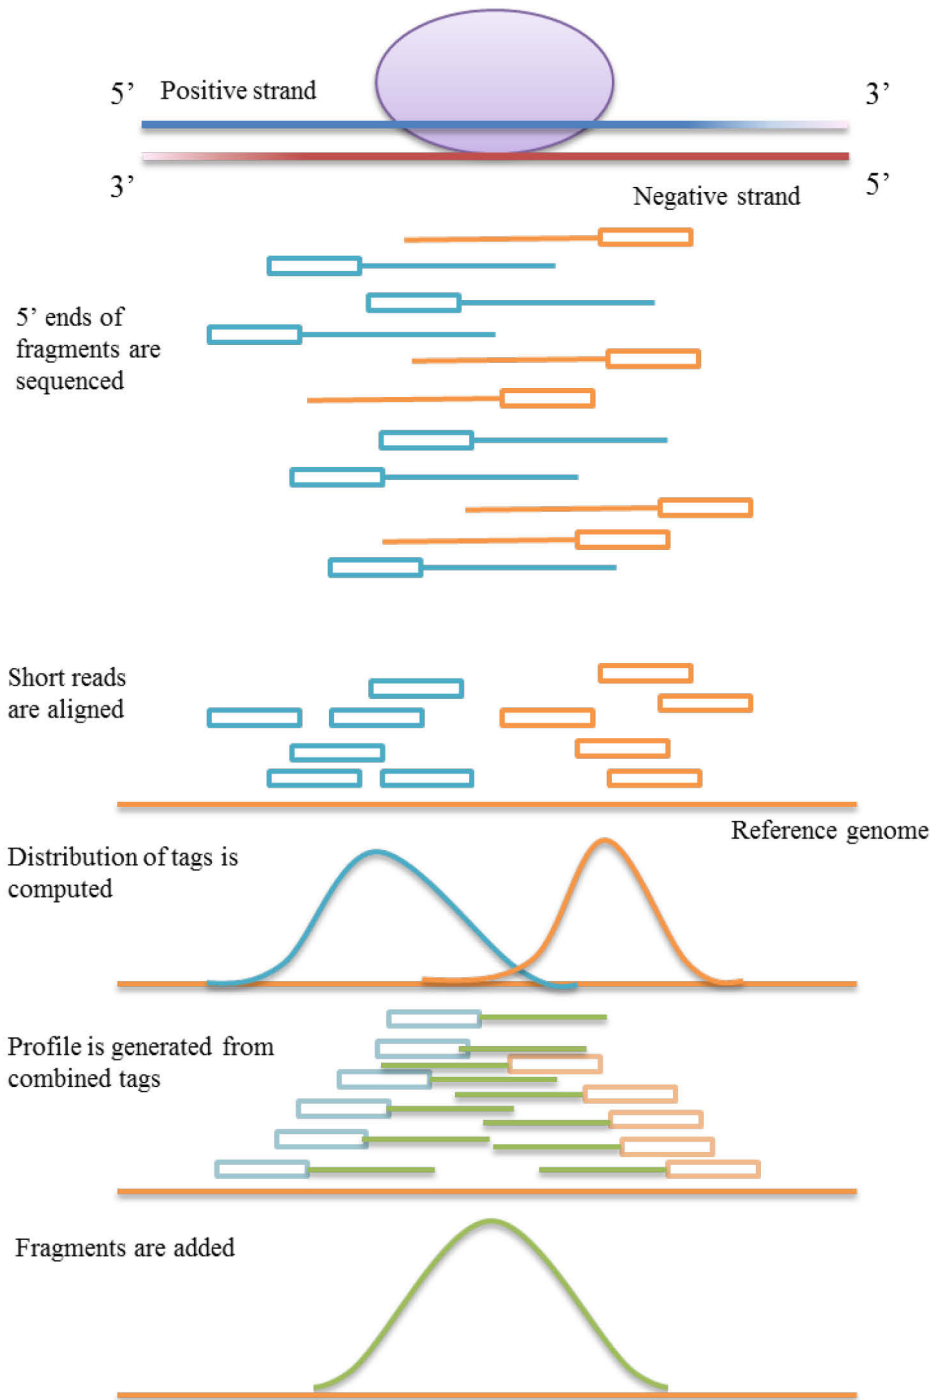 5’
Positive strand
3’
3’
5’
Negative strand
5’ ends of
fragments are
sequenced
Short reads
are aligned
Reference genome
Distribution of tags is
computed
Profile is generated from
combined tags
Fragments are added